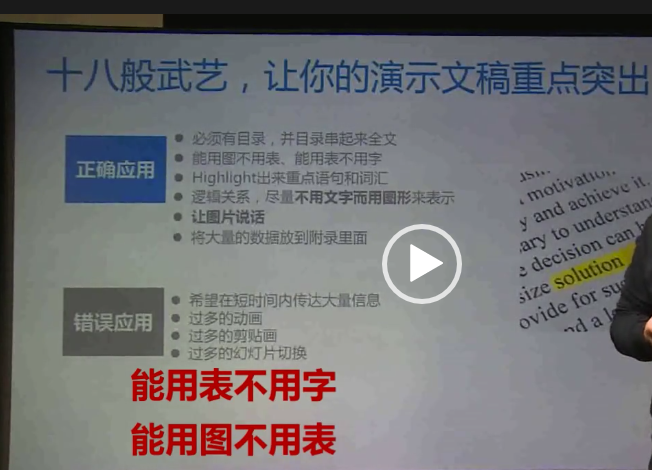 十八般武艺，让你的演示文稿重点突出
正确应用
● 必须有目录，并目录串起来全文
● 能用图不用表、能用表不用字
● Highlight出来重点语句和词汇
● 逻辑关系，尽量不用文字而用图形来表示
● 让图片说话
● 将大量的数据放到附录里面
错误应用
● 希望在短时间内传达大量信息
● 过多的动画
● 过多的剪贴画
● 过多的幻灯片切换
motivation
y and achieve it.
ary to understan
e decision can b
size solution
ovide for su
nd a l
能用表不用字
能用图不用表